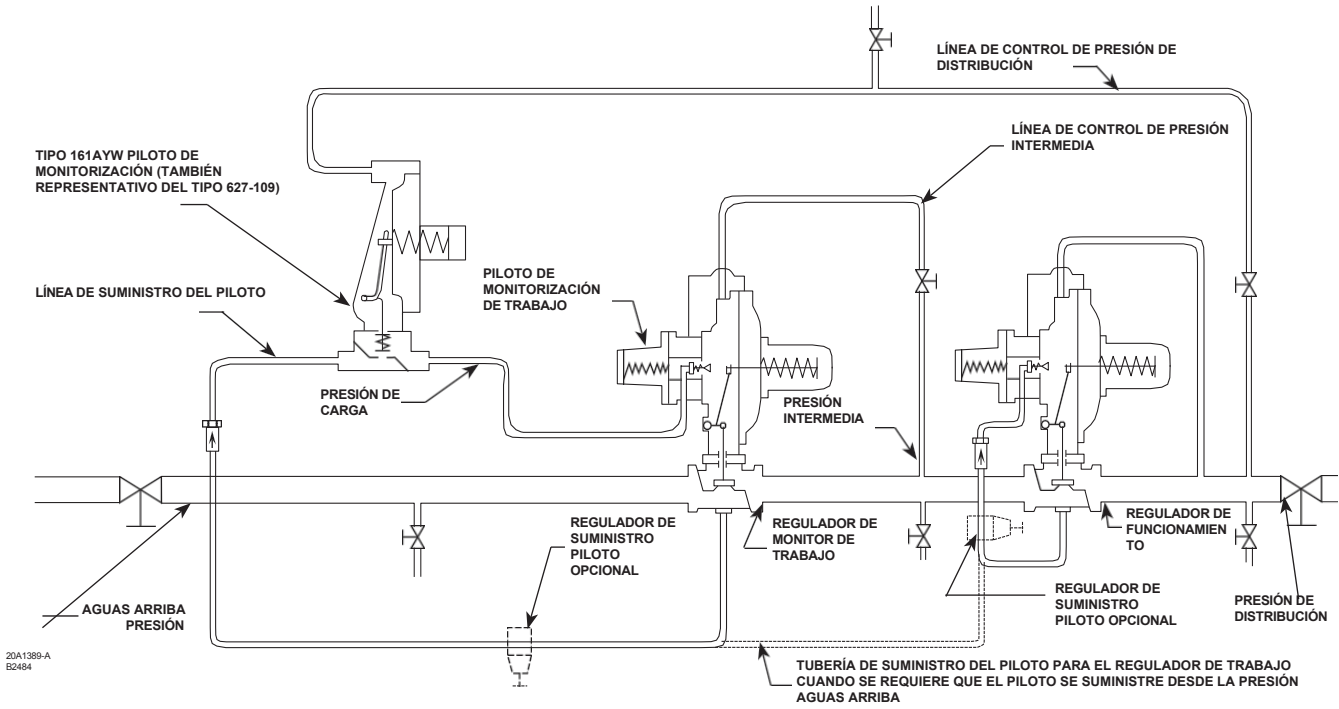 LÍNEA DE CONTROL DE PRESIÓN DE
DISTRIBUCIÓN
LÍNEA DE CONTROL DE PRESIÓN
INTERMEDIA
TIPO 161AYW PILOTO DE
MONITORIZACIÓN (TAMBIÉN
REPRESENTATIVO DEL TIPO 627-109)
PILOTO DE
MONITORIZACIÓN
DE TRABAJO
LÍNEA DE SUMINISTRO DEL PILOTO
PRESIÓN DE
CARGA
PRESIÓN
INTERMEDIA
REGULADOR DE
SUMINISTRO
PILOTO
OPCIONAL
REGULADOR DE
MONITOR DE
TRABAJO
REGULADOR DE
FUNCIONAMIEN
TO
AGUAS ARRIBA
PRESIÓN
REGULADOR DE
SUMINISTRO
PILOTO OPCIONAL
PRESIÓN DE
DISTRIBUCIÓN
20A1389-A
B2484
TUBERÍA DE SUMINISTRO DEL PILOTO PARA EL REGULADOR DE TRABAJO
CUANDO SE REQUIERE QUE EL PILOTO SE SUMINISTRE DESDE LA PRESIÓN
AGUAS ARRIBA